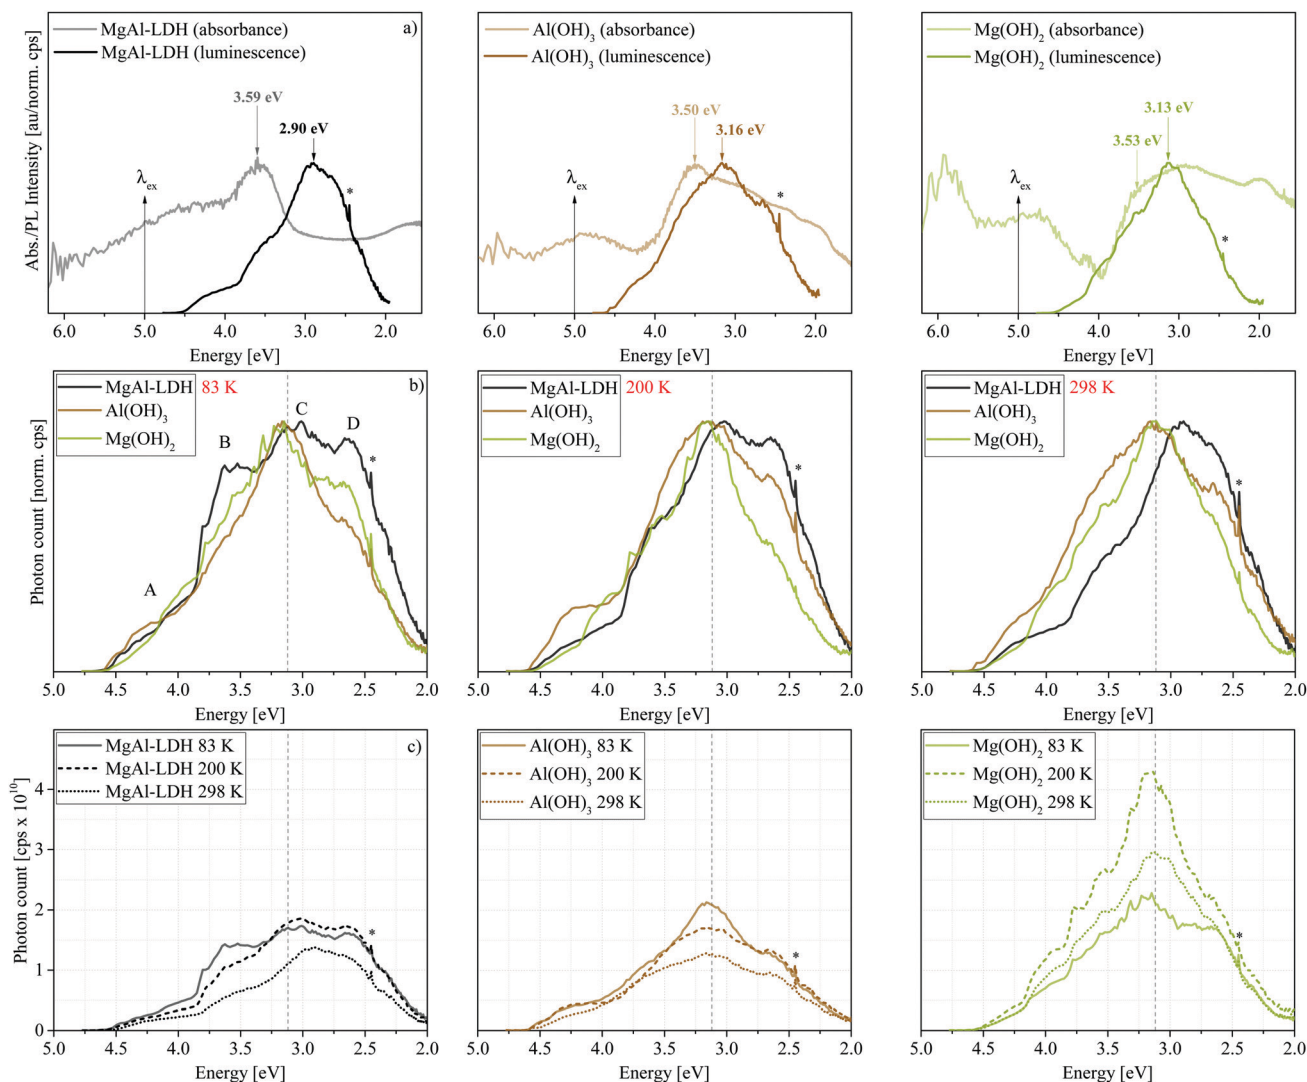 MgAl-LDH (absorbance)
MgAl-LDH (luminescence)
a)
3.59 eV
2.90 eV
λex
*
Abs./PL Intensity [au/norm. cps]
6.0 5.0 4.0 3.0 2.0
Energy [eV]
Al(OH)3 (absorbance)
Al(OH)3 (luminescence)
3.50 eV
3.16 eV
λex
*
6.0 5.0 4.0 3.0 2.0
Energy [eV]
Mg(OH)2 (absorbance)
Mg(OH)2 (luminescence)
3.13 eV
3.53 eV
λex
*
6.0 5.0 4.0 3.0 2.0
Energy [eV]
MgAl-LDH 83 K
Al(OH)3
Mg(OH)2
b)
A
B
C
D
*
Photon count [norm. cps]
5.0 4.5 4.0 3.5 3.0 2.5 2.0
Energy [eV]
MgAl-LDH 200 K
Al(OH)3
Mg(OH)2
*
5.0 4.5 4.0 3.5 3.0 2.5 2.0
Energy [eV]
MgAl-LDH 298 K
Al(OH)3
Mg(OH)2
*
5.0 4.5 4.0 3.5 3.0 2.5 2.0
Energy [eV]
MgAl-LDH 83 K
MgAl-LDH 200 K
MgAl-LDH 298 K
c)
*
Photon count [cps x 10^10]
4
3
2
1
0
5.0 4.5 4.0 3.5 3.0 2.5 2.0
Energy [eV]
Al(OH)3 83 K
Al(OH)3 200 K
Al(OH)3 298 K
*
5.0 4.5 4.0 3.5 3.0 2.5 2.0
Energy [eV]
Mg(OH)2 83 K
Mg(OH)2 200 K
Mg(OH)2 298 K
*
5.0 4.5 4.0 3.5 3.0 2.5 2.0
Energy [eV]